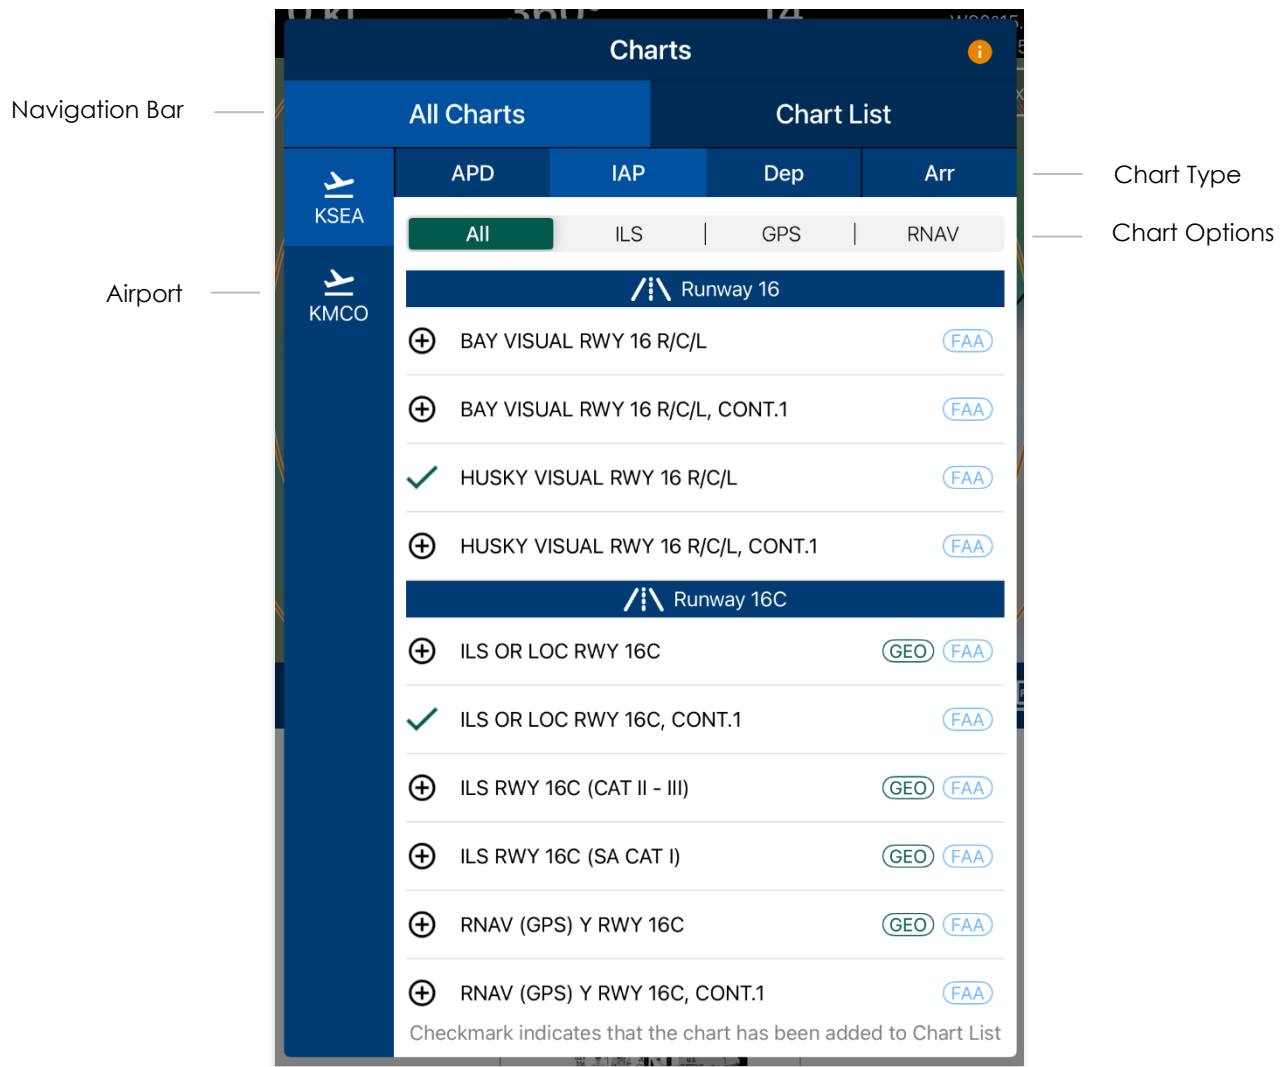 Charts
Navigation Bar
All Charts
Chart List
APD
IAP
Dep
Arr
Chart Type
KSEA
All
ILS
GPS
RNAV
Chart Options
Runway 16
Airport
KMCO
BAY VISUAL RWY 16 R/C/L
FAA
BAY VISUAL RWY 16 R/C/L, CONT.1
FAA
HUSKY VISUAL RWY 16 R/C/L
FAA
HUSKY VISUAL RWY 16 R/C/L, CONT.1
FAA
Runway 16C
ILS OR LOC RWY 16C
GEO FAA
ILS OR LOC RWY 16C, CONT.1
FAA
ILS RWY 16C (CAT II - III)
GEO FAA
ILS RWY 16C (SA CAT I)
GEO FAA
RNAV (GPS) Y RWY 16C
GEO FAA
RNAV (GPS) Y RWY 16C, CONT.1
FAA
Checkmark indicates that the chart has been added to Chart List